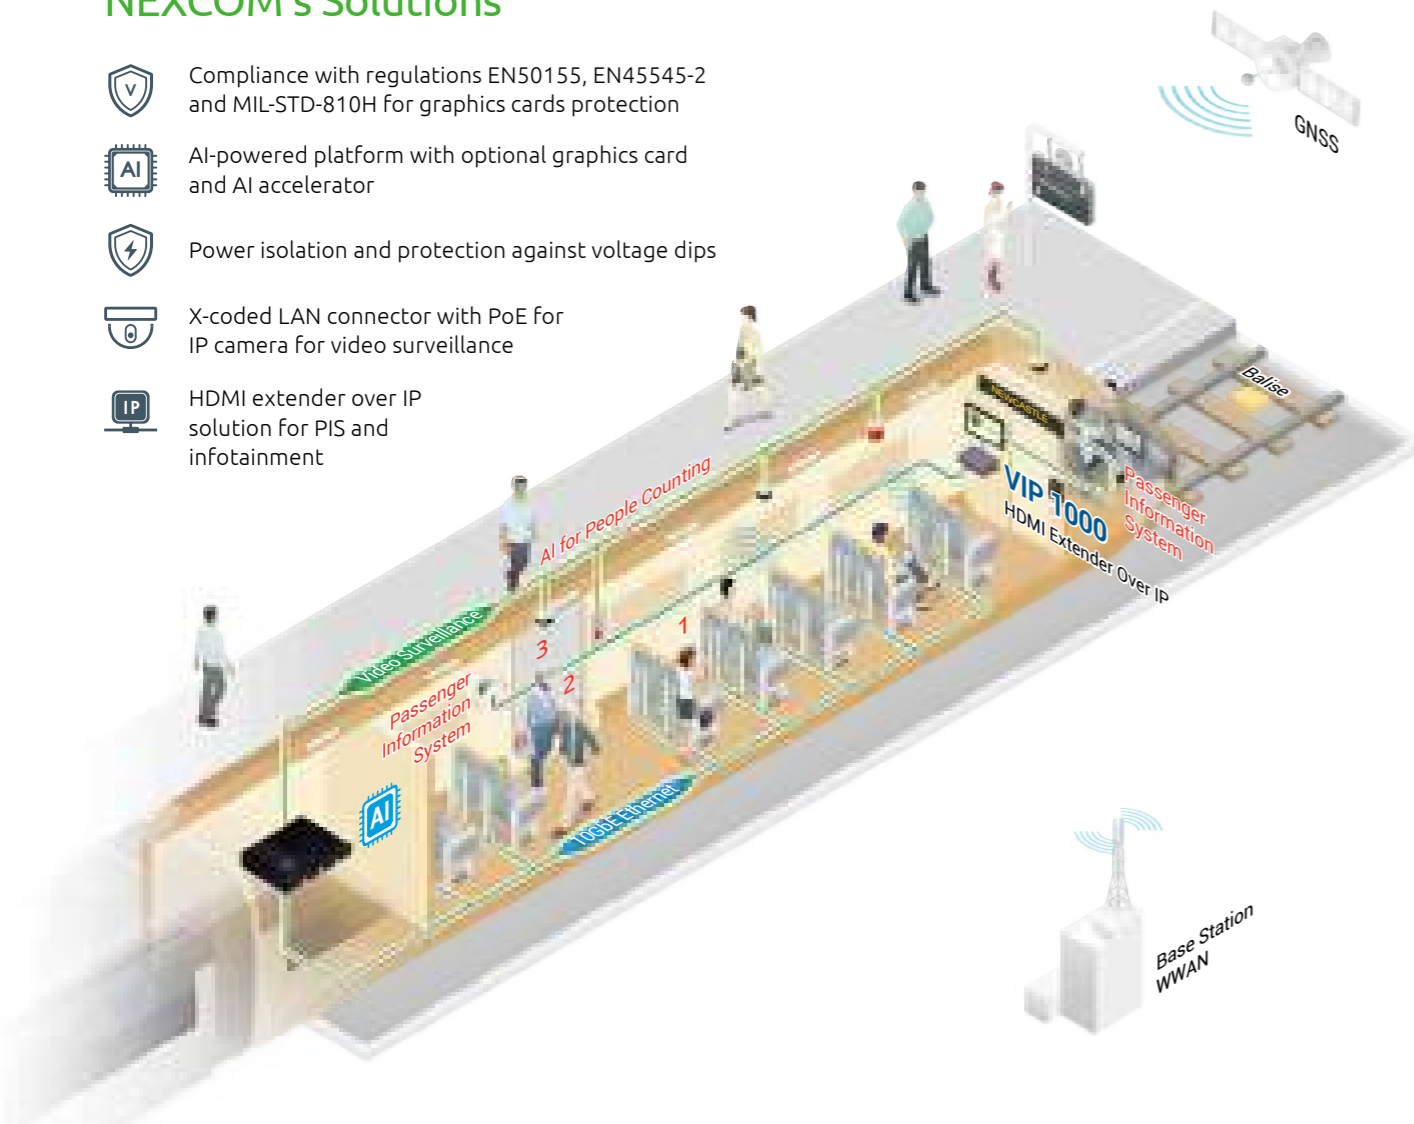 NEXCOM's Solutions
Compliance with regulations EN50155, EN45545-2
and MIL-STD-810H for graphics cards protection
AI
AI-powered platform with optional graphics card
and AI accelerator
Power isolation and protection against voltage dips
X-coded LAN connector with PoE for
IP camera for video surveillance
IP
HDMI extender over IP
solution for PIS and
infotainment
GNSS
Balise
NEWCASTLE
VIP 1000
HDMI Extender Over IP
Passenger
Information
System
AI for People Counting
Video Surveillance
1
3
2
Passenger
Information
System
AI
10GbE Ethernet
Base Station
WWAN